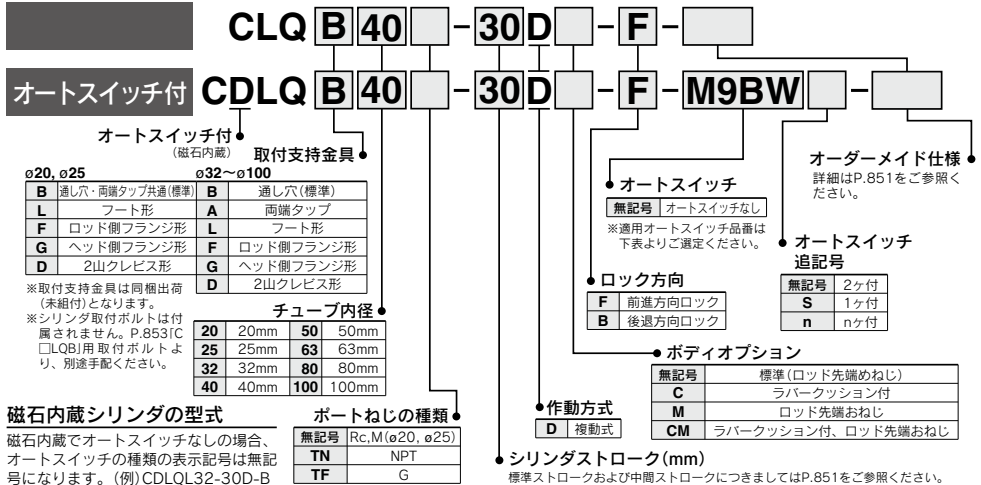 CLQ B 40 - 30 D - F -
オートスイッチ付 CDLQ B 40 - 30 D - F - M9BW -
オートスイッチ付
(磁石内蔵)
取付支持金具
ø20, ø25
B 通し穴・両端タップ共通(標準)
L フート形
F ロッド側フランジ形
G ヘッド側フランジ形
D 2山クレビス形
ø32〜ø100
B 通し穴(標準)
A 両端タップ
L フート形
F ロッド側フランジ形
G ヘッド側フランジ形
D 2山クレビス形
※取付支持金具は同梱出荷
(未組付)となります。
※シリンダ取付ボルトは付
属されません。P.853「C
□LQB」用取付ボルトよ
り、別途手配ください。
チューブ内径
20 20mm 50 50mm
25 25mm 63 63mm
32 32mm 80 80mm
40 40mm 100 100mm
磁石内蔵シリンダの型式
磁石内蔵でオートスイッチなしの場合、
オートスイッチの種類の表示記号は無記
号になります。(例)CDLQL32-30D-B
ポートねじの種類
無記号 Rc,M(ø20, ø25)
TN NPT
TF G
オートスイッチ
無記号 オートスイッチなし
※適用オートスイッチ品番は
下表よりご選定ください。
ロック方向
F 前進方向ロック
B 後退方向ロック
作動方式
D 複動式
シリンダストローク(mm)
標準ストロークおよび中間ストロークにつきましてはP.851をご参照ください。
オーダーメイド仕様
詳細はP.851をご参照く
ださい。
オートスイッチ
追記号
無記号 2ヶ付
S 1ヶ付
n nヶ付
ボディオプション
無記号 標準(ロッド先端めねじ)
C ラバークッション付
M ロッド先端おねじ
CM ラバークッション付、ロッド先端おねじ